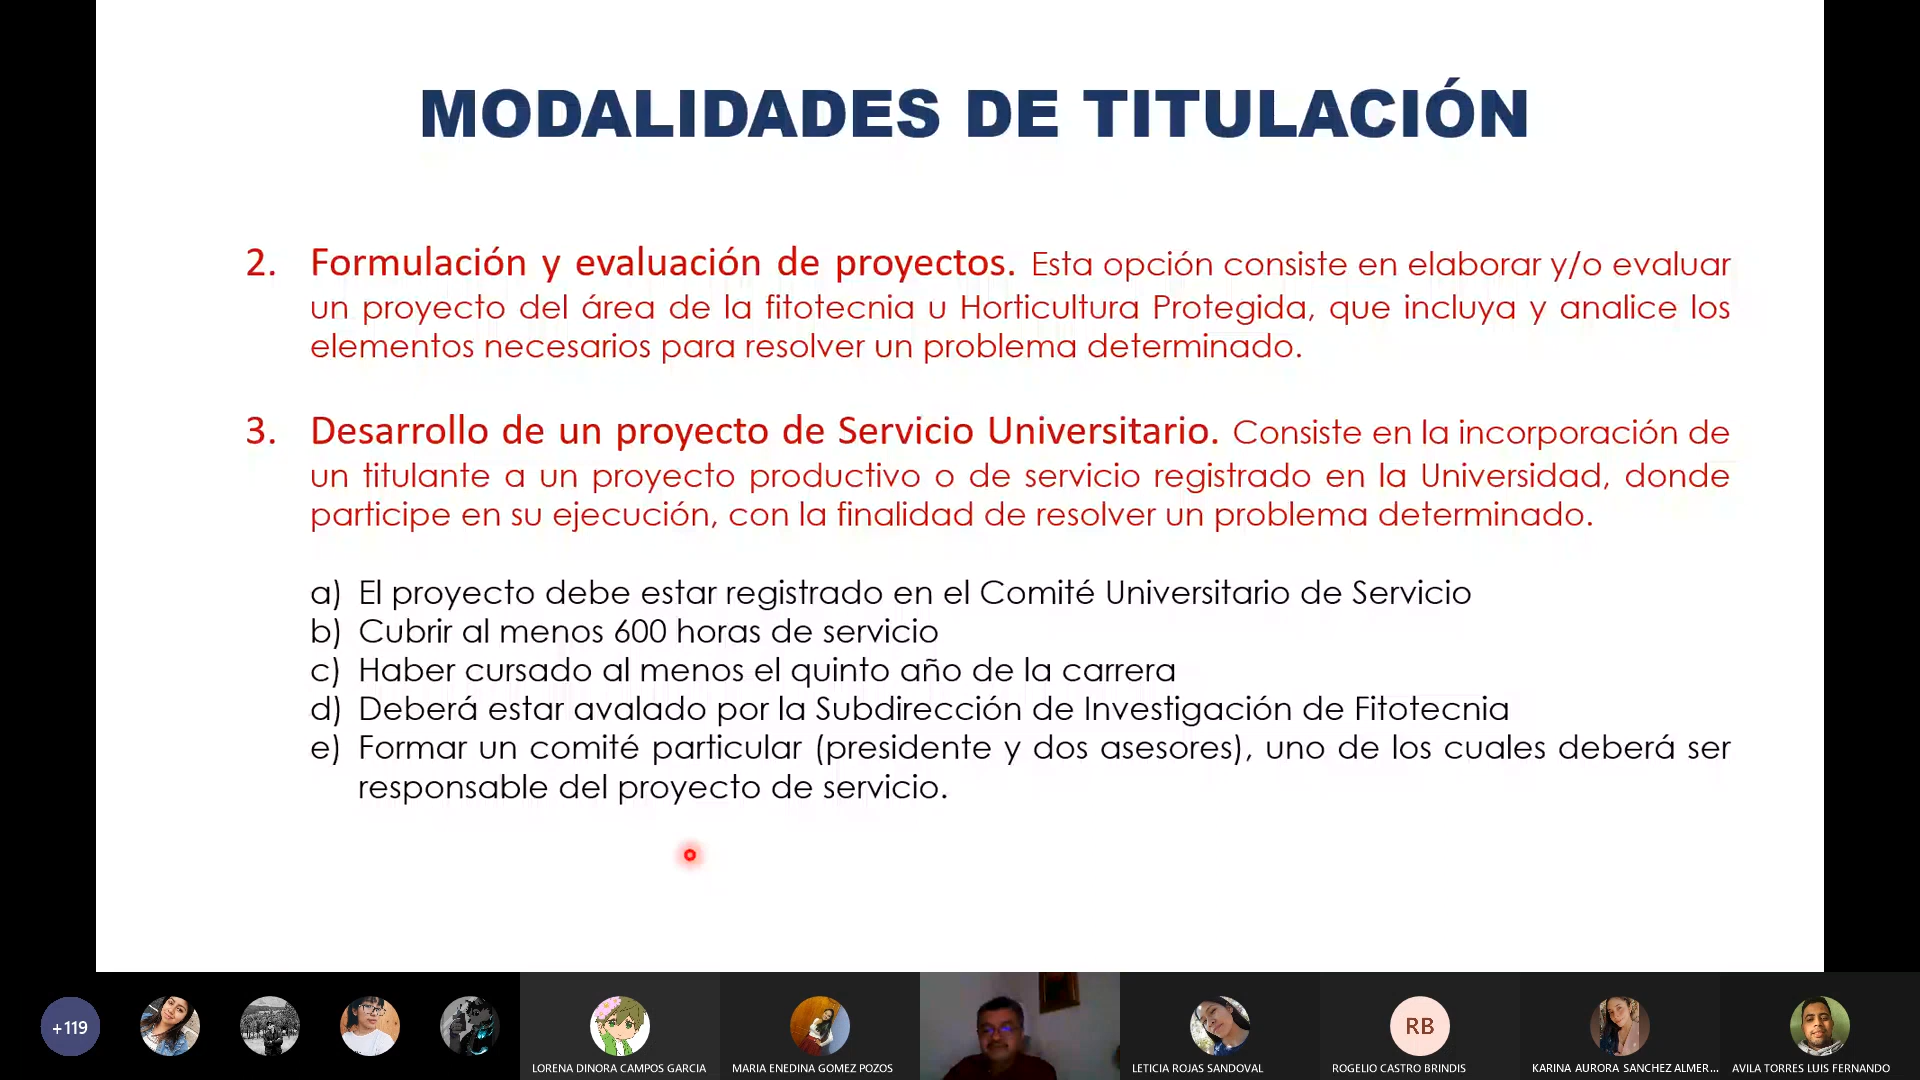 MODALIDADES DE TITULACIÓN
2. Formulación y evaluación de proyectos. Esta opción consiste en elaborar y/o evaluar
un proyecto del área de la fitotecnia u Horticultura Protegida, que incluya y analice los
elementos necesarios para resolver un problema determinado.
3. Desarrollo de un proyecto de Servicio Universitario. Consiste en la incorporación de
un titulante a un proyecto productivo o de servicio registrado en la Universidad, donde
participe en su ejecución, con la finalidad de resolver un problema determinado.
a) El proyecto debe estar registrado en el Comité Universitario de Servicio
b) Cubrir al menos 600 horas de servicio
c) Haber cursado al menos el quinto año de la carrera
d) Deberá estar avalado por la Subdirección de Investigación de Fitotecnia
e) Formar un comité particular (presidente y dos asesores), uno de los cuales deberá ser
responsable del proyecto de servicio.
+119
RB
LORENA DINORA CAMPOS GARCIA
MARIA ENEDINA GOMEZ POZOS
LETICIA ROJAS SANDOVAL
ROGELIO CASTRO BRINDIS
KARINA AURORA SANCHEZ ALMER...
AVILA TORRES LUIS FERNANDO